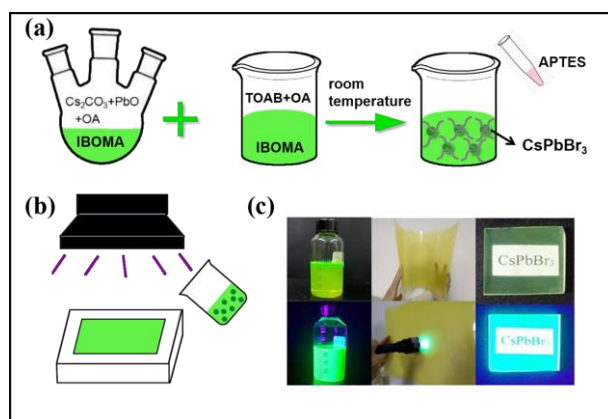 (a)
Cs₂CO₃+PbO
+OA
IBOMA
TOAB+OA
IBOMA
room
temperature
APTES
CsPbBr₃
(b)
(c)
CsPbBr₃
CsPbBr₃